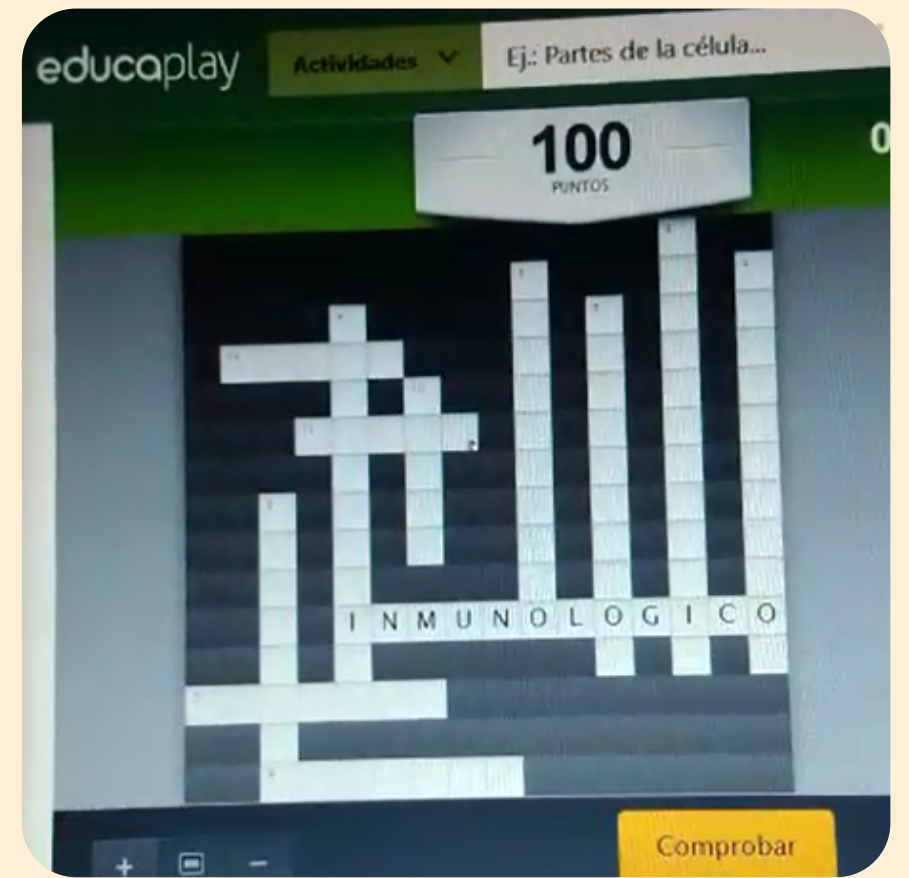 educaplay
Actividades
Ej.: Partes de la célula...
100
PUNTOS
0
INMUNOLOGICO
Comprobar